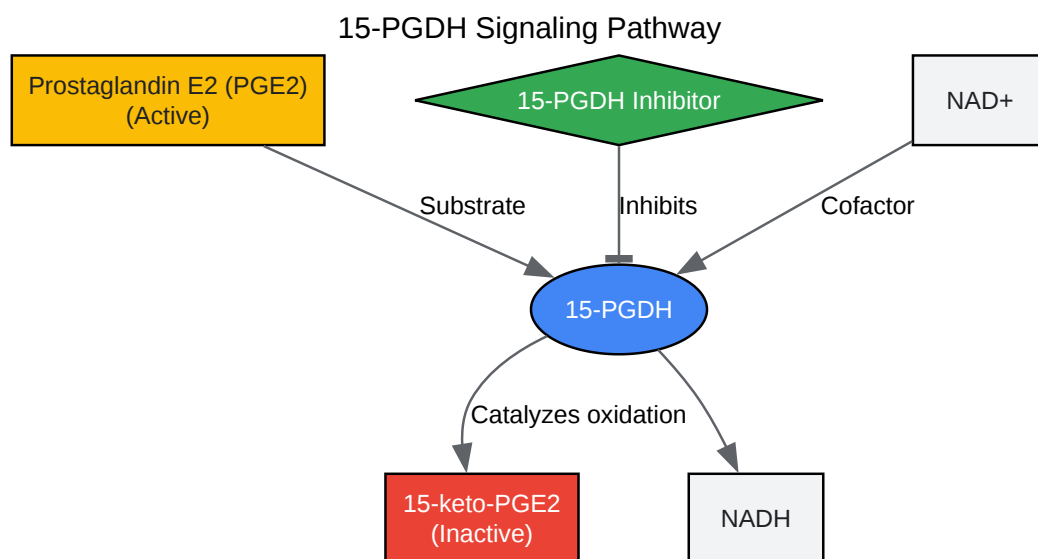 15-PGDH Signaling Pathway
Prostaglandin E2 (PGE2)
(Active)
15-PGDH Inhibitor
NAD+
Substrate
Inhibits
Cofactor
15-PGDH
Catalyzes oxidation
15-keto-PGE2
(Inactive)
NADH